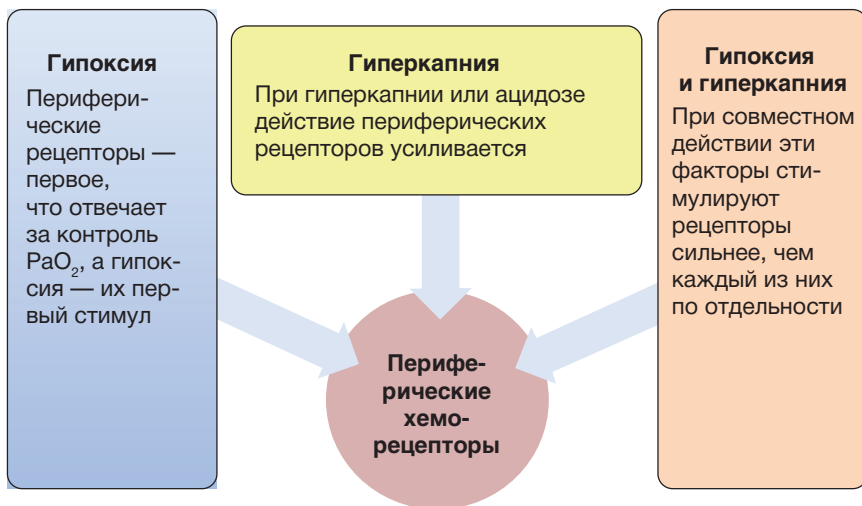 Гипоксия
Перифери-
ческие
рецепторы —
первое,
что отвечает
за контроль
PaO₂, а гипок-
сия — их пер-
вый стимул
Гиперкапния
При гиперкапнии или ацидозе
действие периферических
рецепторов усиливается
Гипоксия
и гиперкапния
При совместном
действии эти
факторы сти-
мулируют
рецепторы
сильнее, чем
каждый из них
по отдельности
Перифе-
рические
хемо-
рецепторы